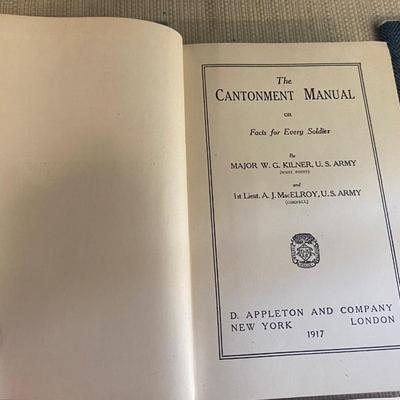 The
CANTONMENT MANUAL
OR
Facts for Every Soldier
By
MAJOR W. G. KILNER, U. S. ARMY
(WEST POINT)
and
1st Lieut. A. J. MacELROY, U. S. ARMY
(CORNELL)
D. APPLETON AND COMPANY
NEW YORK LONDON
1917